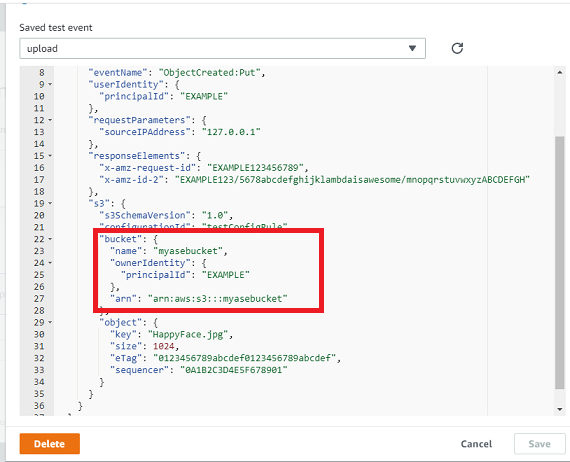 Saved test event
upload
8 "eventName": "ObjectCreated:Put",
9 "userIdentity": {
10 "principalId": "EXAMPLE"
11 },
12 "requestParameters": {
13 "sourceIPAddress": "127.0.0.1"
14 },
15 "responseElements": {
16 "x-amz-request-id": "EXAMPLE123456789",
17 "x-amz-id-2": "EXAMPLE123/5678abcdefghijklambdaisawesome/mnopqrstuvwxyzABCDEFGH"
18 },
19 "s3": {
20 "s3SchemaVersion": "1.0",
21 "configurationId": "testConfigRule",
22 "bucket": {
23 "name": "myasebucket",
24 "ownerIdentity": {
25 "principalId": "EXAMPLE"
26 },
27 "arn": "arn:aws:s3:::myasebucket"
28 },
29 "object": {
30 "key": "HappyFace.jpg",
31 "size": 1024,
32 "eTag": "0123456789abcdef0123456789abcdef",
33 "sequencer": "0A1B2C3D4E5F678901"
34 }
35 }
36 }
37 }
Delete Cancel Save